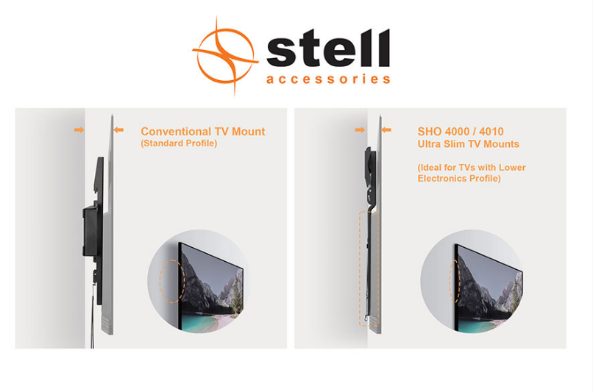 stell
accessories
Conventional TV Mount
(Standard Profile)
SHO 4000 / 4010
Ultra Slim TV Mounts
(Ideal for TVs with Lower
Electronics Profile)